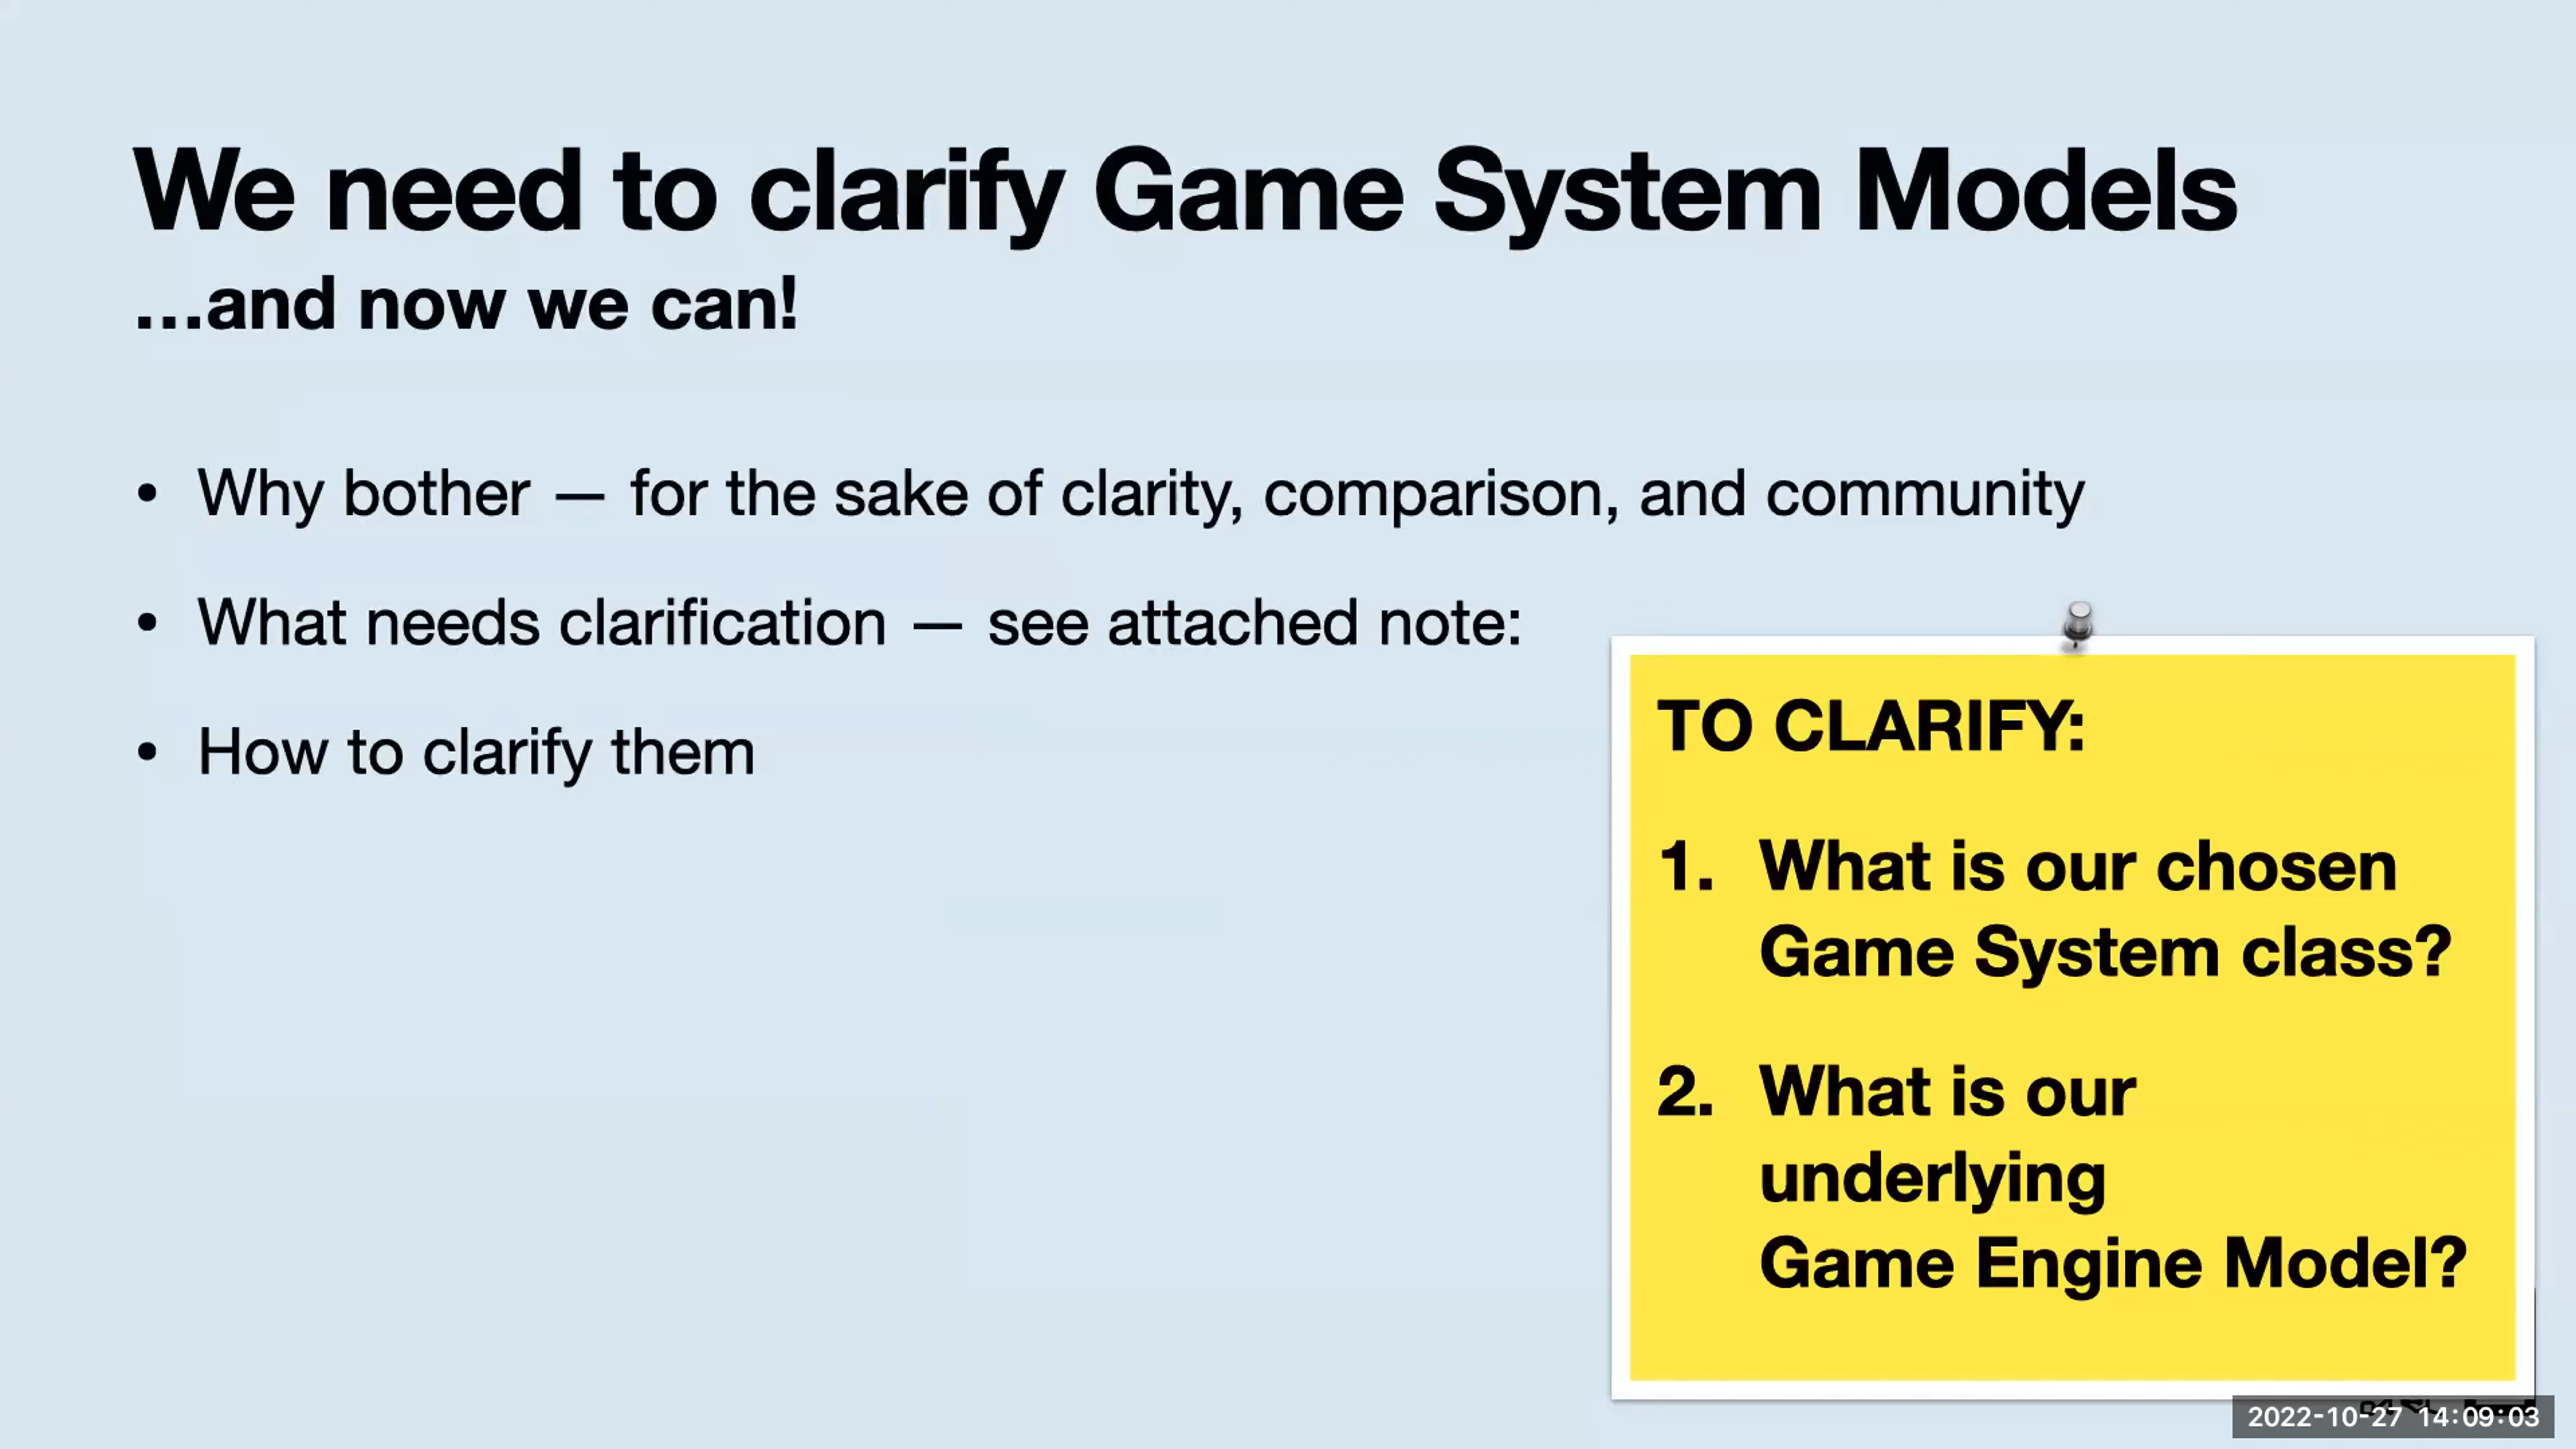 We need to clarify Game System Models
…and now we can!
• Why bother — for the sake of clarity, comparison, and community
• What needs clarification — see attached note:
• How to clarify them
TO CLARIFY:
1. What is our chosen
Game System class?
2. What is our
underlying
Game Engine Model?
2022-10-27 14:09:03